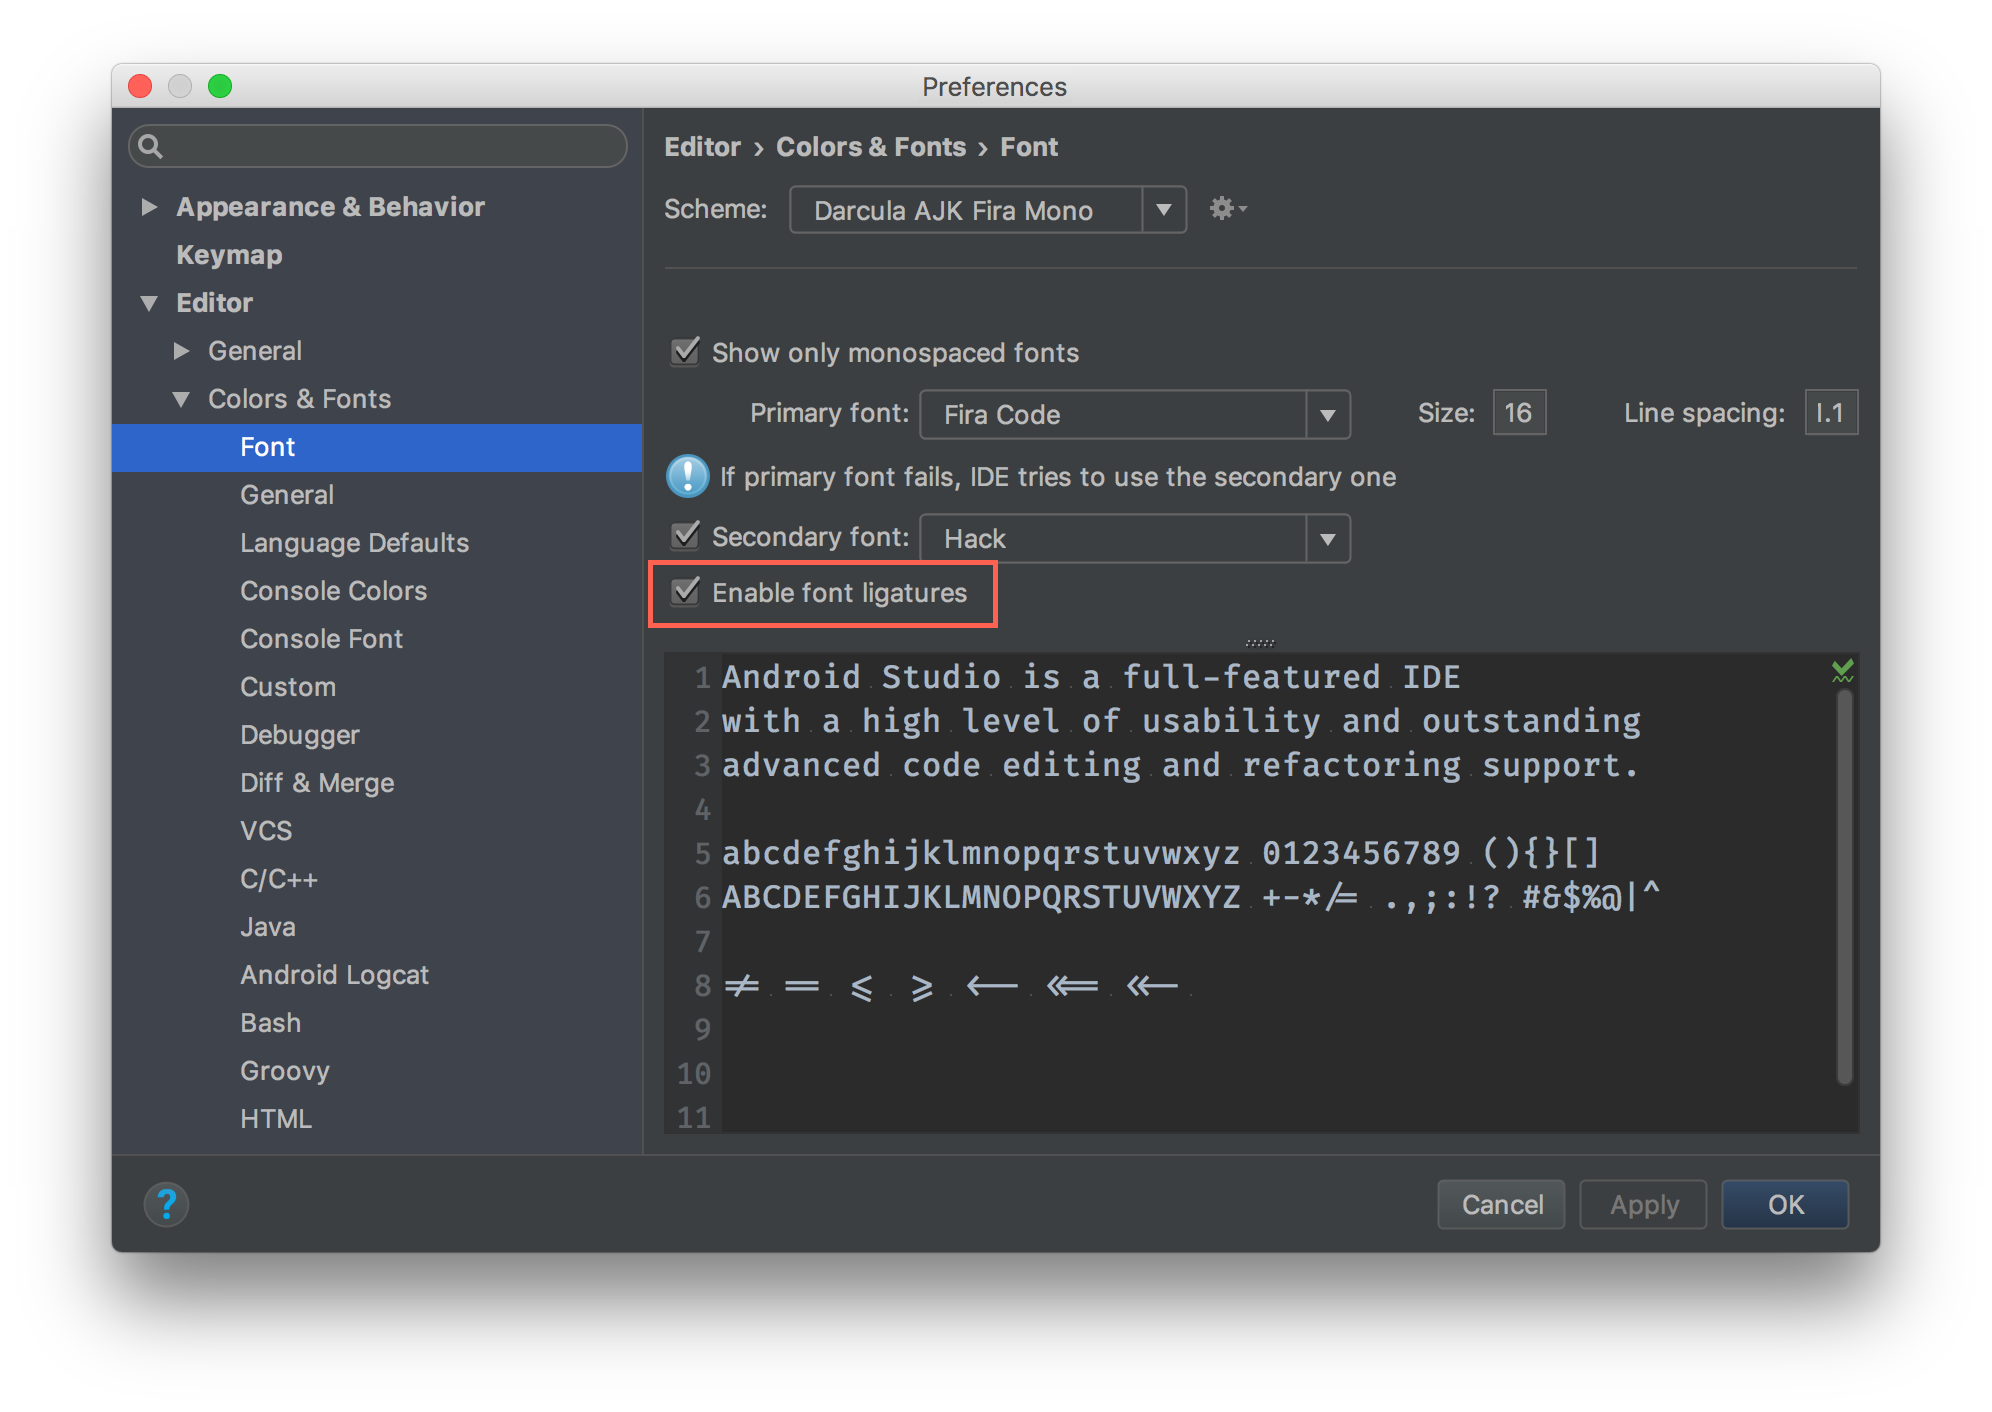 Preferences
Appearance & Behavior
Keymap
Editor
General
Colors & Fonts
Font
General
Language Defaults
Console Colors
Console Font
Custom
Debugger
Diff & Merge
VCS
C/C++
Java
Android Logcat
Bash
Groovy
HTML
Editor › Colors & Fonts › Font
Scheme: Darcula AJK Fira Mono
Show only monospaced fonts
Primary font: Fira Code Size: 16 Line spacing: 1.1
If primary font fails, IDE tries to use the secondary one
Secondary font: Hack
Enable font ligatures
1 Android Studio is a full-featured IDE
2 with a high level of usability and outstanding
3 advanced code editing and refactoring support.
4
5 abcdefghijklmnopqrstuvwxyz 0123456789 (){}[]
6 ABCDEFGHIJKLMNOPQRSTUVWXYZ +-*/= .,;:!? #&$%@|^
7
8 != == <= >= <-- <<= <<-
9
10
11
? Cancel Apply OK